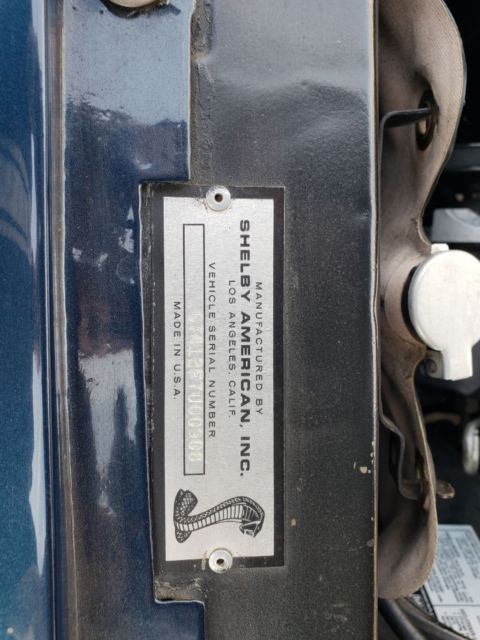 MANUFACTURED BY
SHELBY AMERICAN, INC.
LOS ANGELES, CALIF.
VEHICLE SERIAL NUMBER
MADE IN U.S.A.